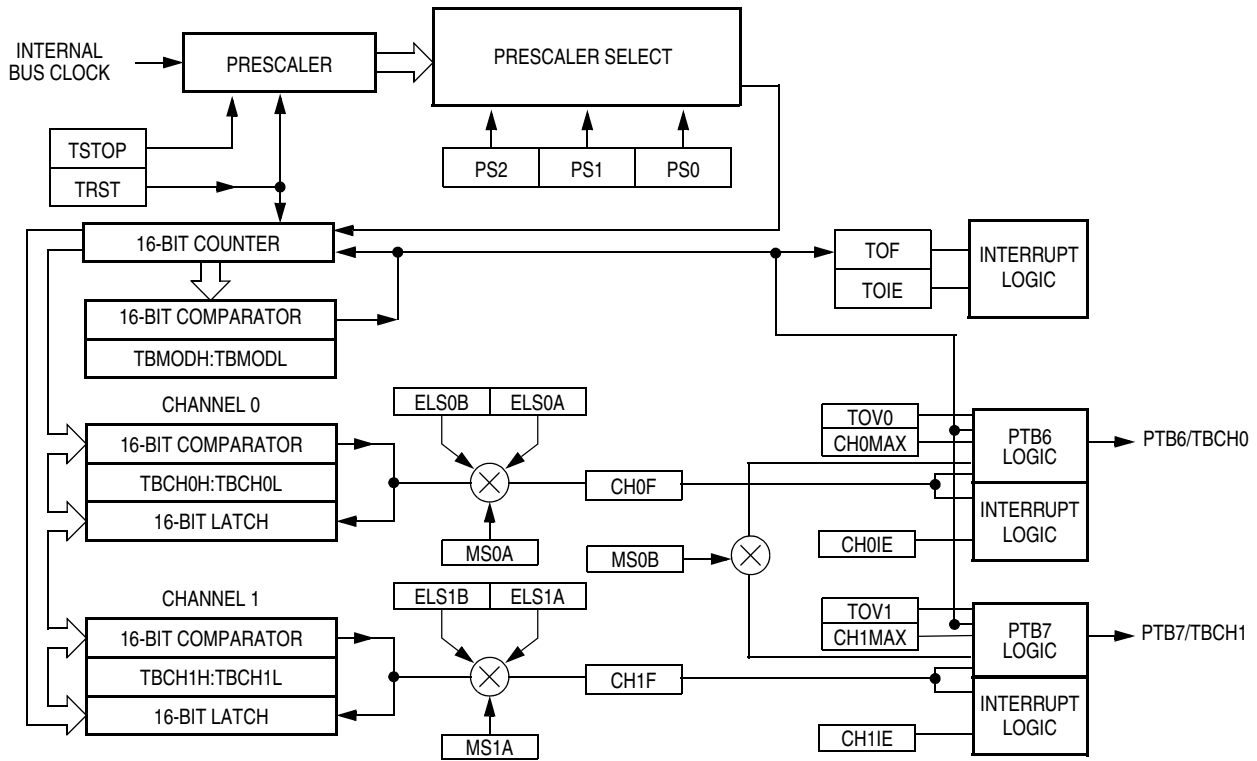 INTERNAL
BUS CLOCK
PRESCALER
PRESCALER SELECT
TSTOP
TRST
PS2
PS1
PS0
16-BIT COUNTER
TOF
TOIE
INTERRUPT
LOGIC
16-BIT COMPARATOR
TBMODH:TBMODL
CHANNEL 0
ELS0B
ELS0A
16-BIT COMPARATOR
TBCH0H:TBCH0L
16-BIT LATCH
MS0A
CH0F
MS0B
TOV0
CH0MAX
PTB6
LOGIC
PTB6/TBCH0
INTERRUPT
LOGIC
CH0IE
CHANNEL 1
ELS1B
ELS1A
16-BIT COMPARATOR
TBCH1H:TBCH1L
16-BIT LATCH
MS1A
CH1F
TOV1
CH1MAX
PTB7
LOGIC
PTB7/TBCH1
INTERRUPT
LOGIC
CH1IE